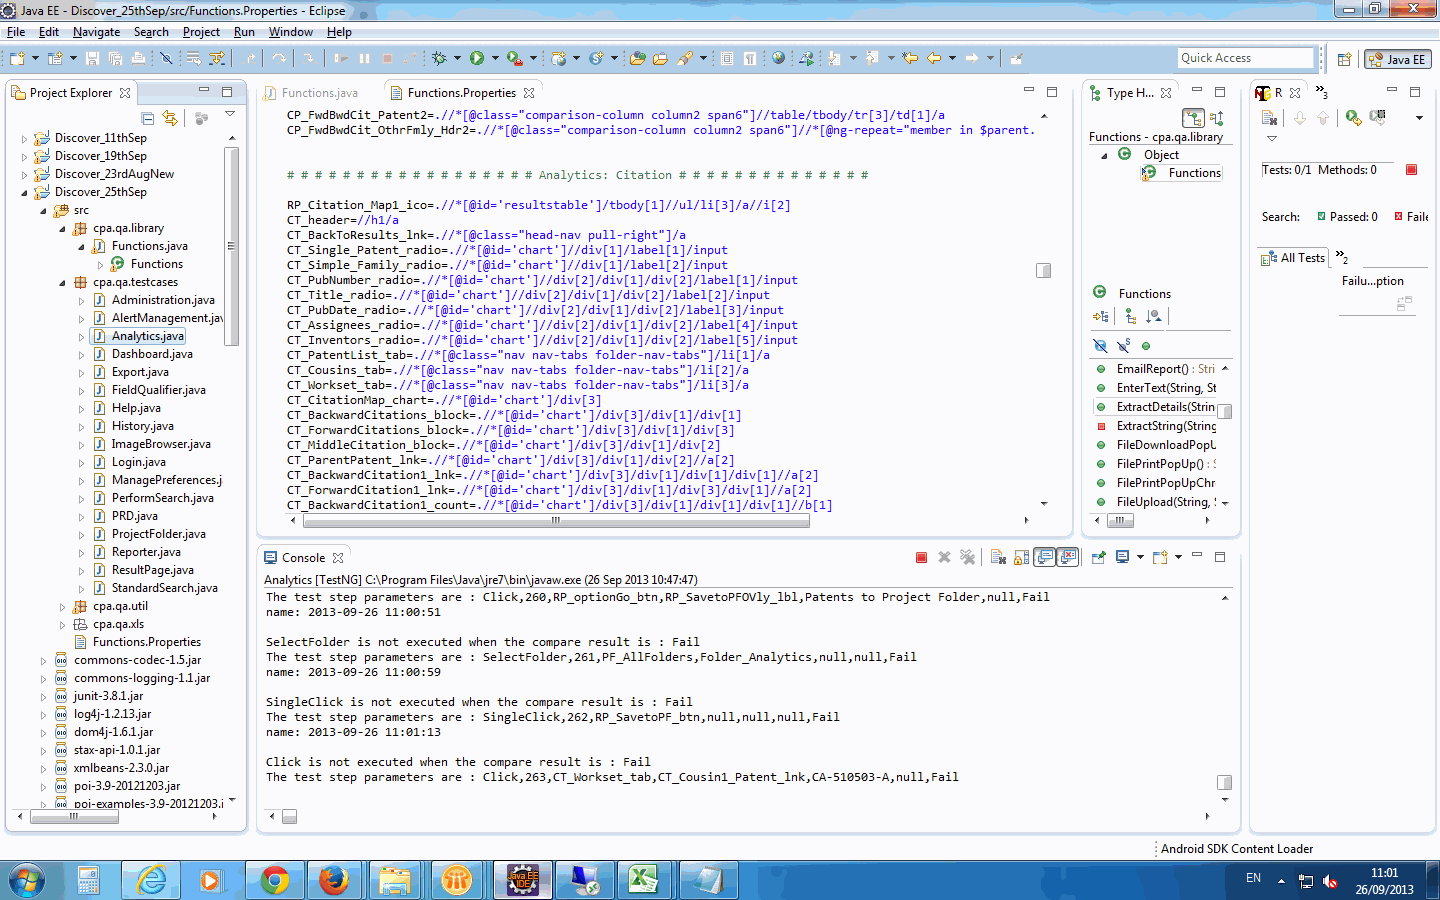 Java EE - Discover_25thSep/src/Functions.Properties - Eclipse
File Edit Navigate Search Project Run Window Help
Quick Access
Java EE
Project Explorer
Discover_11thSep
Discover_19thSep
Discover_23rdAugNew
Discover_25thSep
src
cpa.qa.library
Functions.java
Functions
cpa.qa.testcases
Administration.java
AlertManagement.jav
Analytics.java
Dashboard.java
Export.java
FieldQualifier.java
Help.java
History.java
ImageBrowser.java
Login.java
ManagePreferences.j
PerformSearch.java
PRD.java
ProjectFolder.java
Reporter.java
ResultPage.java
StandardSearch.java
cpa.qa.util
cpa.qa.xls
Functions.Properties
commons-codec-1.5.jar
commons-logging-1.1.jar
junit-3.8.1.jar
log4j-1.2.13.jar
dom4j-1.6.1.jar
stax-api-1.0.1.jar
xmlbeans-2.3.0.jar
poi-3.9-20121203.jar
poi-examples-3.9-20121203.j
Functions.java
Functions.Properties
CP_FwdBwdCit_Patent2=.//*[@class="comparison-column column2 span6"]//table/tbody/tr[3]/td[1]/a
CP_FwdBwdCit_OthrFmly_Hdr2=.//*[@class="comparison-column column2 span6"]//*[@ng-repeat="member in $parent.
# # # # # # # # # # # # # # # # # # Analytics: Citation # # # # # # # # # # # # # #
RP_Citation_Map1_ico=.//*[@id='resultstable']/tbody[1]//ul/li[3]/a//i[2]
CT_header=//h1/a
CT_BackToResults_lnk=.//*[@class="head-nav pull-right"]/a
CT_Single_Patent_radio=.//*[@id='chart']//div[1]/label[1]/input
CT_Simple_Family_radio=.//*[@id='chart']//div[1]/label[2]/input
CT_PubNumber_radio=.//*[@id='chart']//div[2]/div[1]/div[2]/label[1]/input
CT_Title_radio=.//*[@id='chart']//div[2]/div[1]/div[2]/label[2]/input
CT_PubDate_radio=.//*[@id='chart']//div[2]/div[1]/div[2]/label[3]/input
CT_Assignees_radio=.//*[@id='chart']//div[2]/div[1]//div[2]/label[4]/input
CT_Inventors_radio=.//*[@id='chart']//div[2]/div[1]//div[2]/label[5]/input
CT_PatentList_tab=.//*[@class="nav nav-tabs folder-nav-tabs"]/li[1]/a
CT_Cousins_tab=.//*[@class="nav nav-tabs folder-nav-tabs"]/li[2]/a
CT_Workset_tab=.//*[@class="nav nav-tabs folder-nav-tabs"]/li[3]/a
CT_CitationMap_chart=.//*[@id='chart']/div[3]
CT_BackwardCitations_block=.//*[@id='chart']/div[3]/div[1]/div[1]
CT_ForwardCitations_block=.//*[@id='chart']/div[3]/div[1]/div[3]
CT_MiddleCitation_block=.//*[@id='chart']/div[3]/div[1]/div[2]
CT_ParentPatent_lnk=.//*[@id='chart']/div[3]/div[1]/div[2]//a[2]
CT_BackwardCitation1_lnk=.//*[@id='chart']/div[3]/div[1]/div[1]/div[1]//a[2]
CT_ForwardCitation1_lnk=.//*[@id='chart']/div[3]/div[1]/div[3]/div[1]//a[2]
CT_BackwardCitation1_count=.//*[@id='chart']/div[3]/div[1]/div[1]/div[1]//b[1]
Type H...
Functions - cpa.qa.library
Object
Functions
Functions
EmailReport() : Stri
EnterText(String, St
ExtractDetails(Strin
ExtractString(String
FileDownloadPopU
FilePrintPopUp() : S
FilePrintPopUpChr
FileUpload(String, S
R
3
Tests: 0/1 Methods: 0
Search: Passed: 0 Faile
All Tests
2
Failu...ption
Console
Analytics [TestNG] C:\Program Files\Java\jre7\bin\javaw.exe (26 Sep 2013 10:47:47)
The test step parameters are : Click,260,RP_optionGo_btn,RP_SavetoPFOVly_lbl,Patents to Project Folder,null,Fail
name: 2013-09-26 11:00:51
SelectFolder is not executed when the compare result is : Fail
The test step parameters are : SelectFolder,261,PF_AllFolders,Folder_Analytics,null,null,Fail
name: 2013-09-26 11:00:59
SingleClick is not executed when the compare result is : Fail
The test step parameters are : SingleClick,262,RP_SavetoPF_btn,null,null,null,Fail
name: 2013-09-26 11:01:13
Click is not executed when the compare result is : Fail
The test step parameters are : Click,263,CT_Workset_tab,CT_Cousin1_Patent_lnk,CA-510503-A,null,Fail
Android SDK Content Loader
Java EE
IDE
EN
11:01
26/09/2013